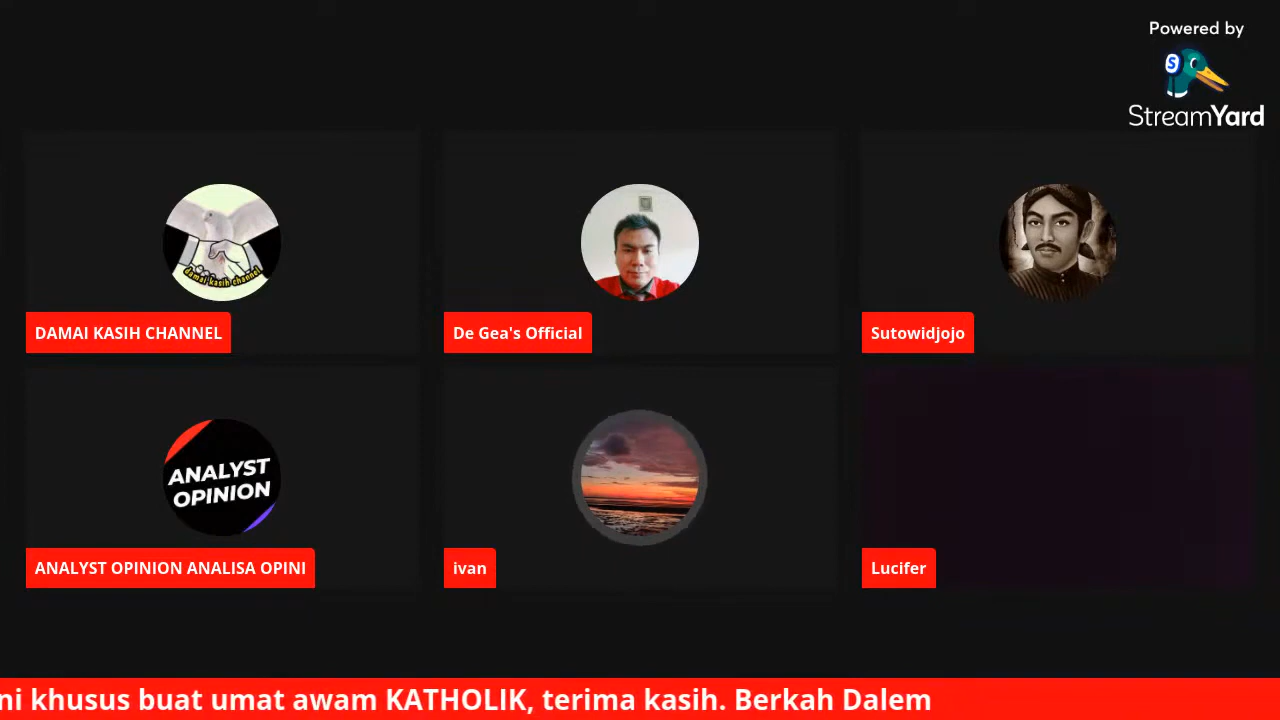 Powered by
S
StreamYard
damai kasih channel
DAMAI KASIH CHANNEL
De Gea's Official
Sutowidjojo
ANALYST
OPINION
ANALYST OPINION ANALISA OPINI
ivan
Lucifer
ni khusus buat umat awam KATHOLIK, terima kasih. Berkah Dalem